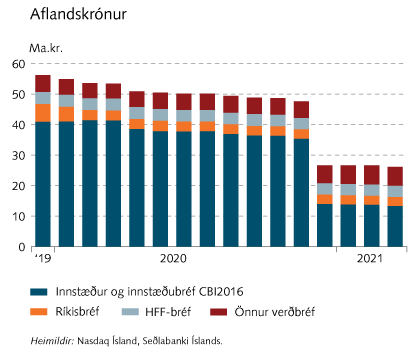 Aflandskrónur
Ma.kr.
60
50
40
30
20
10
0
'19 2020 2021
Innstæður og innstæðubréf CBI2016
Ríkisbréf HFF-bréf Önnur verðbréf
Heimildir: Nasdaq Ísland, Seðlabanki Íslands.